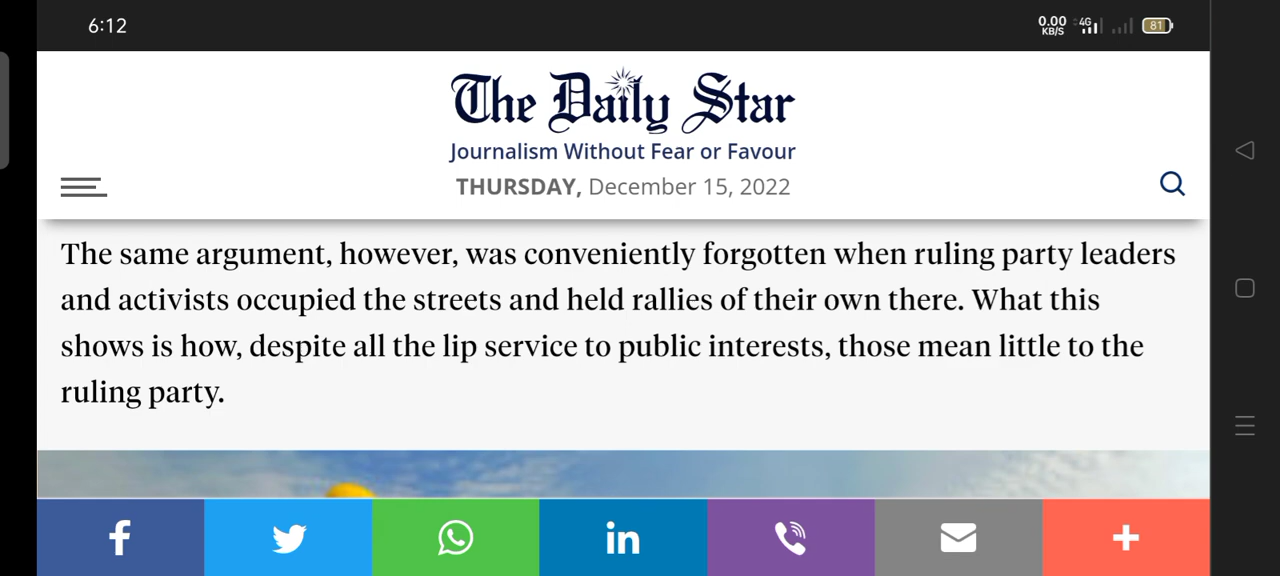 6:12
0.00
KB/S
4G
81
The Daily Star
Journalism Without Fear or Favour
THURSDAY, December 15, 2022
The same argument, however, was conveniently forgotten when ruling party leaders
and activists occupied the streets and held rallies of their own there. What this
shows is how, despite all the lip service to public interests, those mean little to the
ruling party.
f
in
+